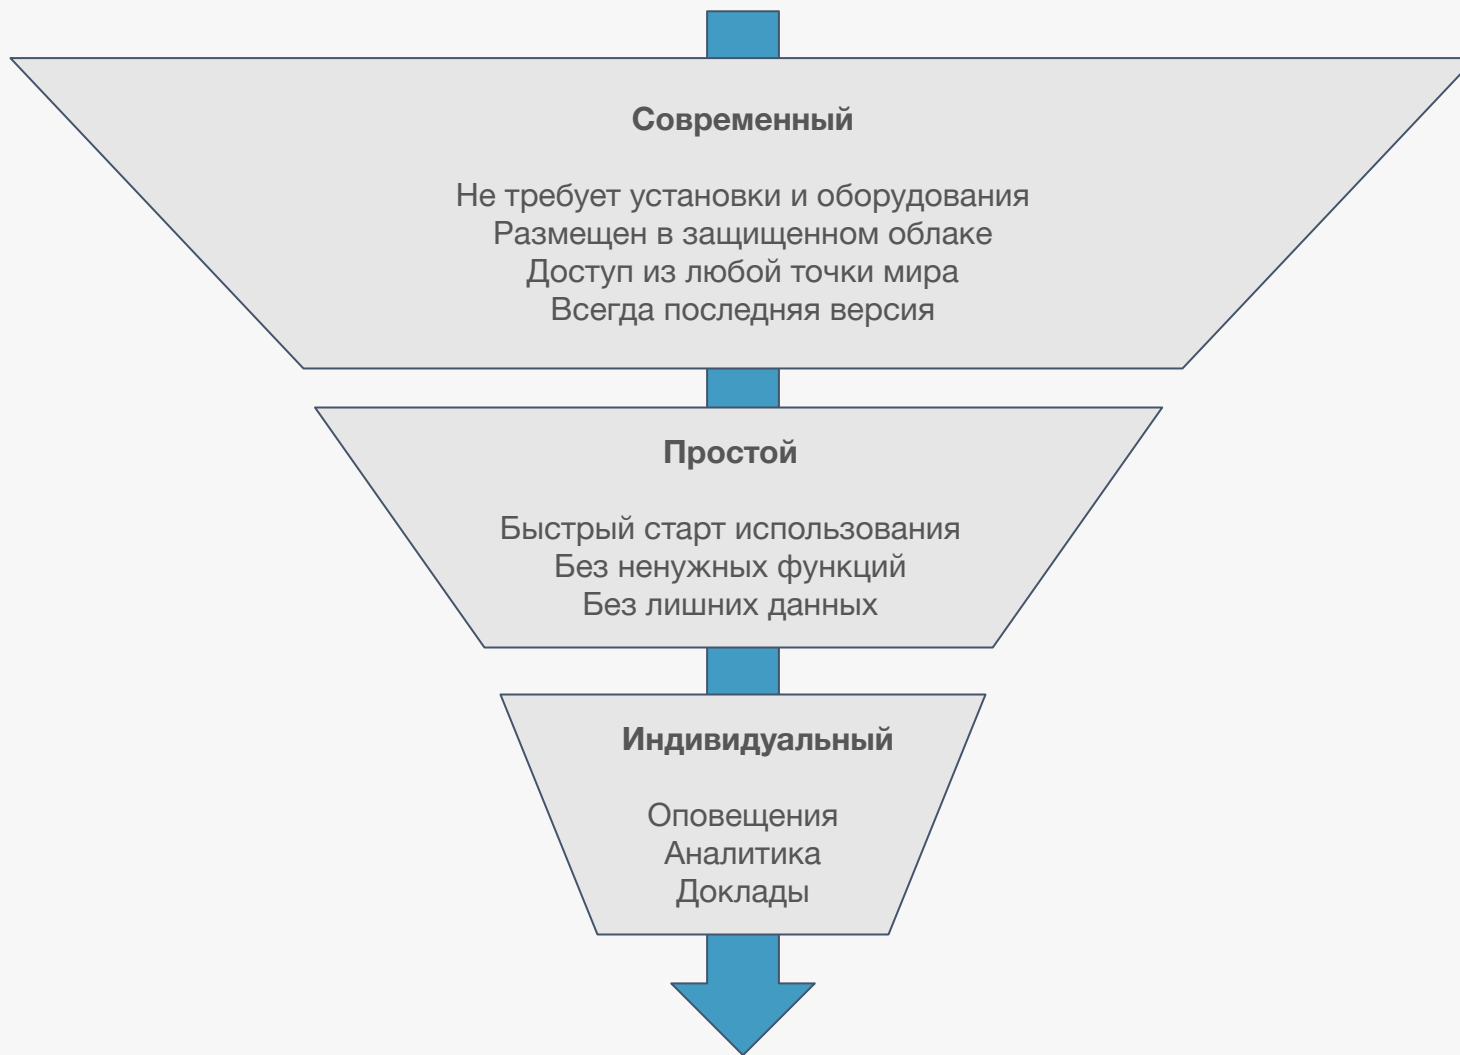 Современный
Не требует установки и оборудования
Размещен в защищенном облаке
Доступ из любой точки мира
Всегда последняя версия
Простой
Быстрый старт использования
Без ненужных функций
Без лишних данных
Индивидуальный
Оповещения
Аналитика
Доклады